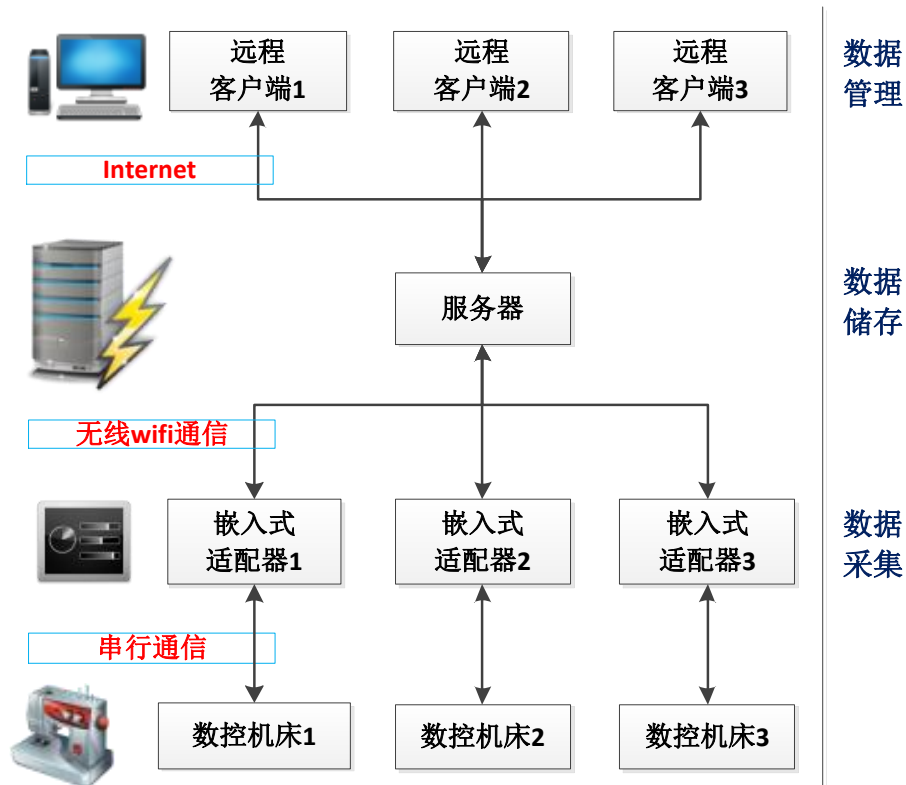 远程
客户端1
远程
客户端2
远程
客户端3
数据
管理
Internet
服务器
数据
储存
无线wifi通信
嵌入式
适配器1
嵌入式
适配器2
嵌入式
适配器3
数据
采集
串行通信
数控机床1
数控机床2
数控机床3